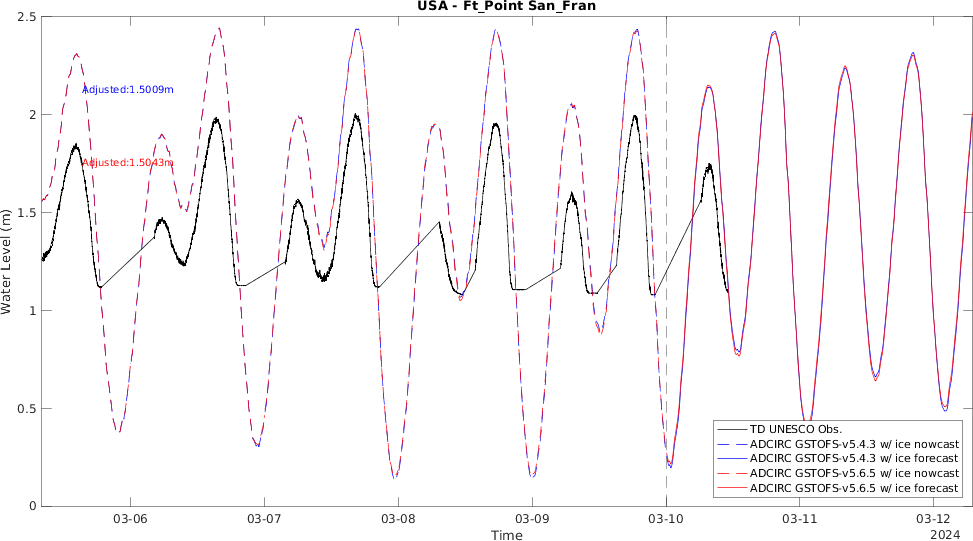 USA - Ft_Point San_Fran
2.5
2
1.5
1
0.5
0
Water Level (m)
Adjusted:1.5009m
Adjusted:1.5043m
TD UNESCO Obs.
ADCIRC GSTOFS-v5.4.3 w/ ice nowcast
ADCIRC GSTOFS-v5.4.3 w/ ice forecast
ADCIRC GSTOFS-v5.6.5 w/ ice nowcast
ADCIRC GSTOFS-v5.6.5 w/ ice forecast
03-06 03-07 03-08 03-09 03-10 03-11 03-12
Time
2024